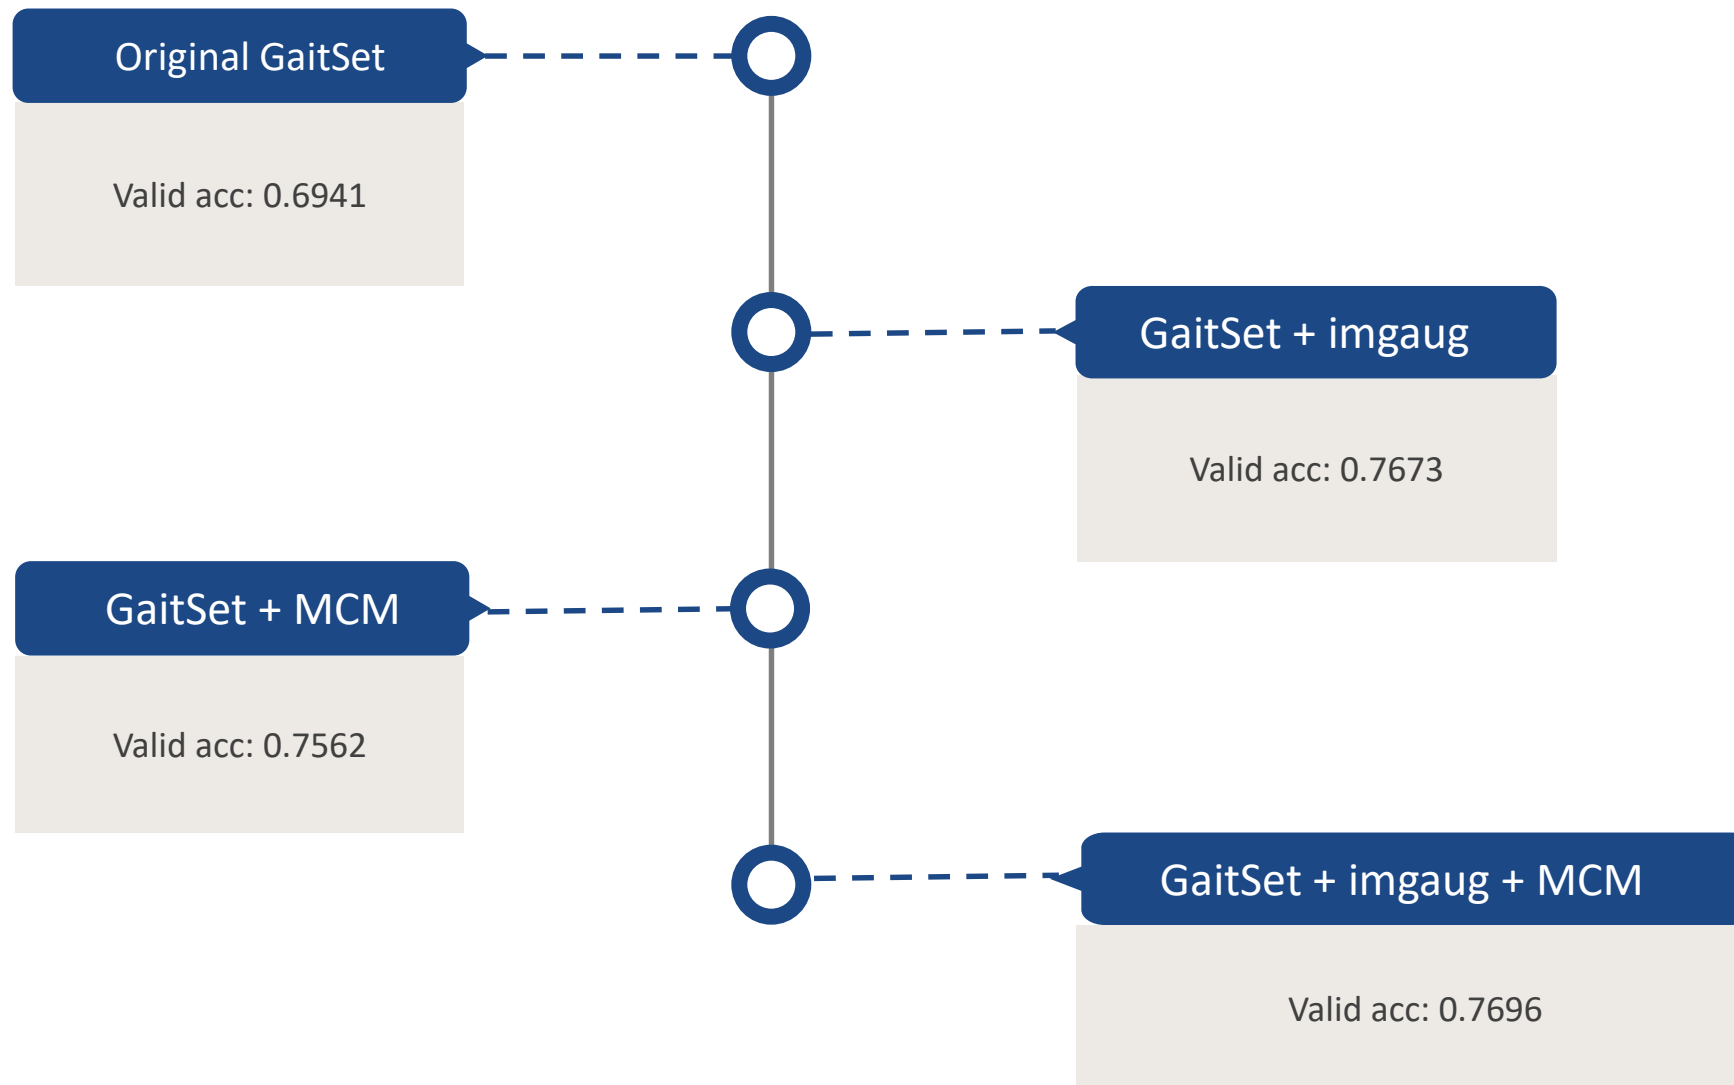 Original GaitSet
Valid acc: 0.6941
GaitSet + imgaug
Valid acc: 0.7673
GaitSet + MCM
Valid acc: 0.7562
GaitSet + imgaug + MCM
Valid acc: 0.7696